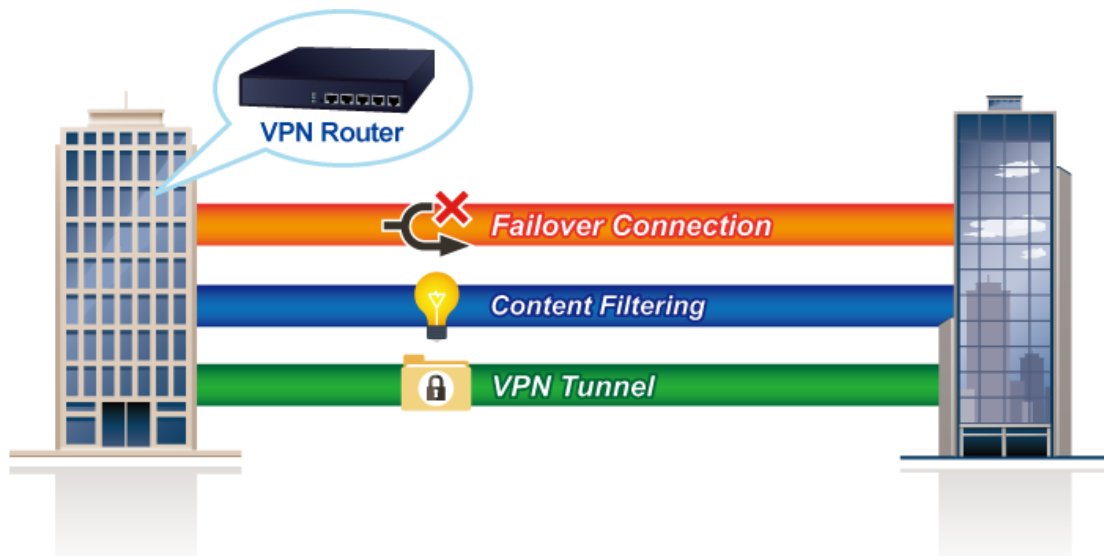 VPN Router
Failover Connection
Content Filtering
VPN Tunnel